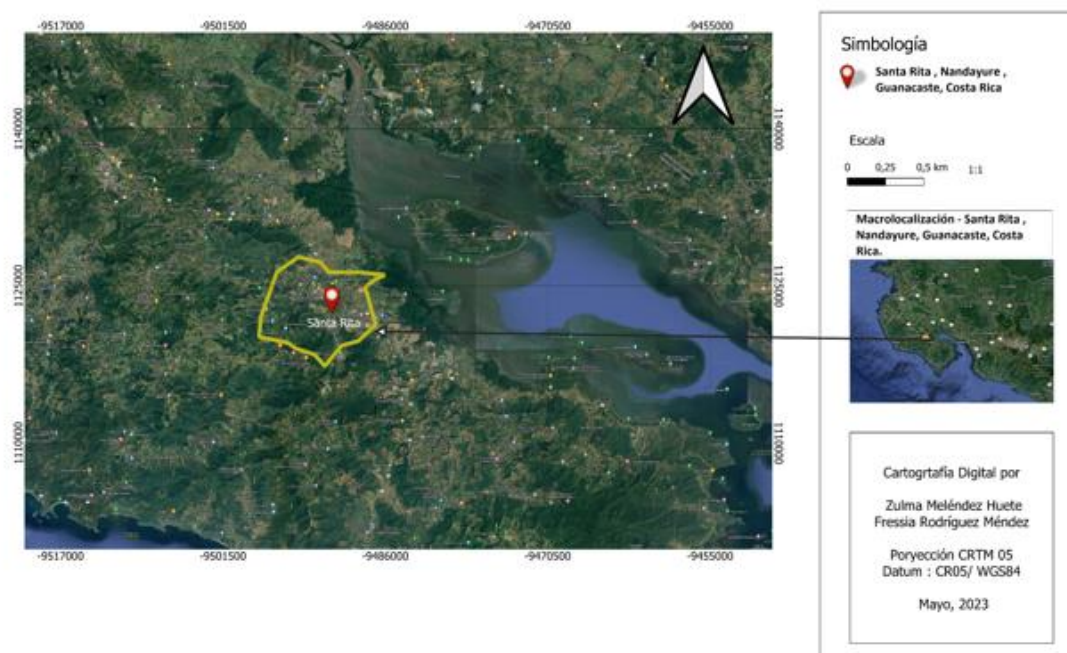 -9517000 -9501500 -9486000 -9470500 -9455000
1140000 1140000
1125000 1125000
1110000 1110000
Santa Rita
-9517000 -9501500 -9486000 -9470500 -9455000
Simbología
Santa Rita , Nandayure ,
Guanacaste, Costa Rica
Escala
0 0,25 0,5 km 1:1
Macrolocalización - Santa Rita ,
Nandayure, Guanacaste, Costa
Rica.
Cartogrtafía Digital por
Zulma Meléndez Huete
Fressia Rodríguez Méndez
Poryección CRTM 05
Datum : CR05/ WGS84
Mayo, 2023